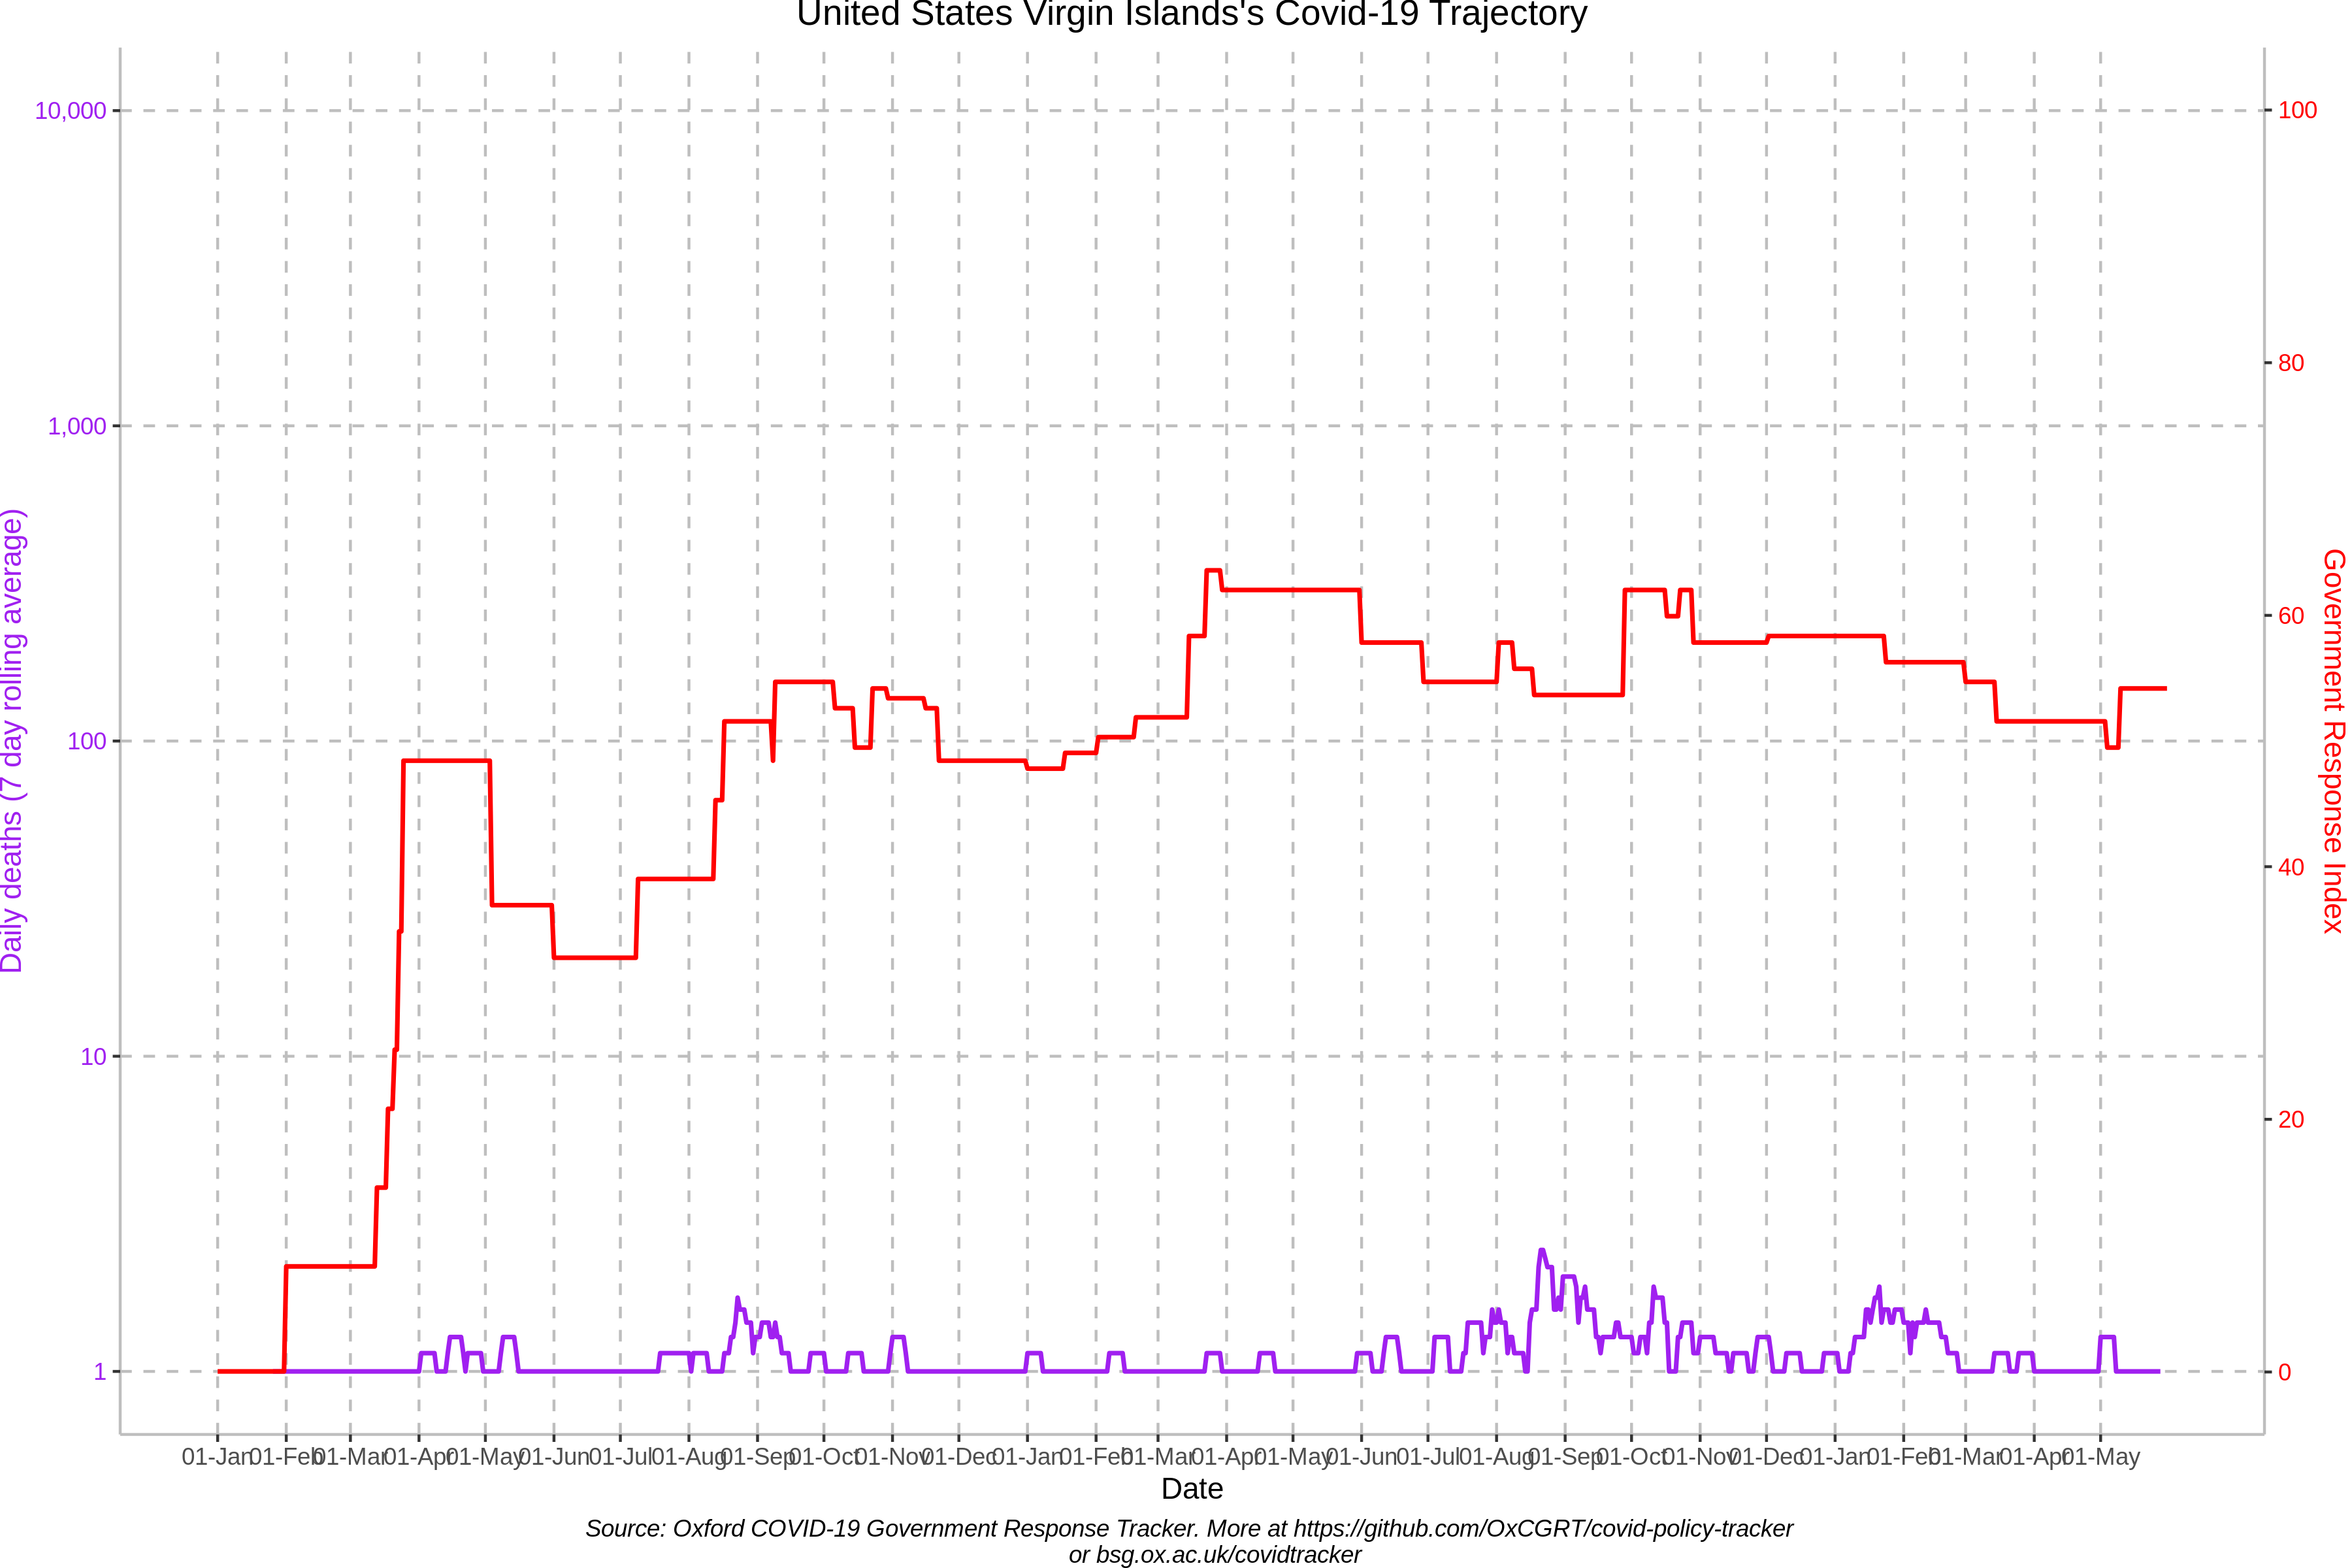 United States Virgin Islands's Covid-19 Trajectory
10,000
1,000
100
10
1
Daily deaths (7 day rolling average)
100
80
60
40
20
0
Government Response Index
01-Jan 01-Feb 01-Mar 01-Apr 01-May 01-Jun 01-Jul 01-Aug 01-Sep 01-Oct 01-Nov 01-Dec 01-Jan 01-Feb 01-Mar 01-Apr 01-May 01-Jun 01-Jul 01-Aug 01-Sep 01-Oct 01-Nov 01-Dec 01-Jan 01-Feb 01-Mar 01-Apr 01-May
Date
Source: Oxford COVID-19 Government Response Tracker. More at https://github.com/OxCGRT/covid-policy-tracker
or bsg.ox.ac.uk/covidtracker